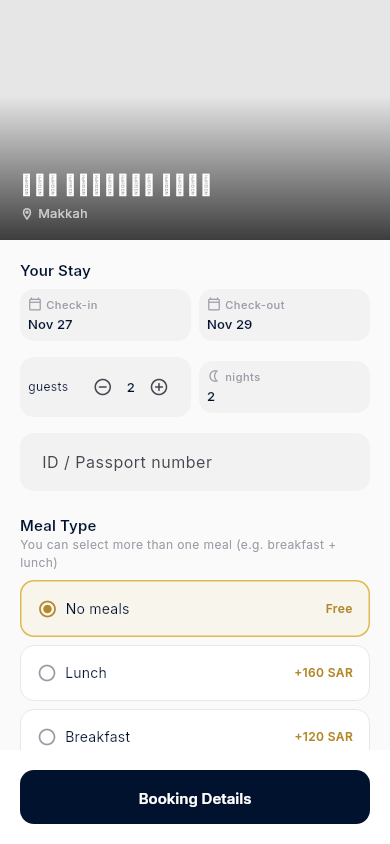 Makkah
Your Stay
Check-in
Nov 27
Check-out
Nov 29
guests
2
nights
2
ID / Passport number
Meal Type
You can select more than one meal (e.g. breakfast +
lunch)
No meals
Free
Lunch
+160 SAR
Breakfast
+120 SAR
Booking Details